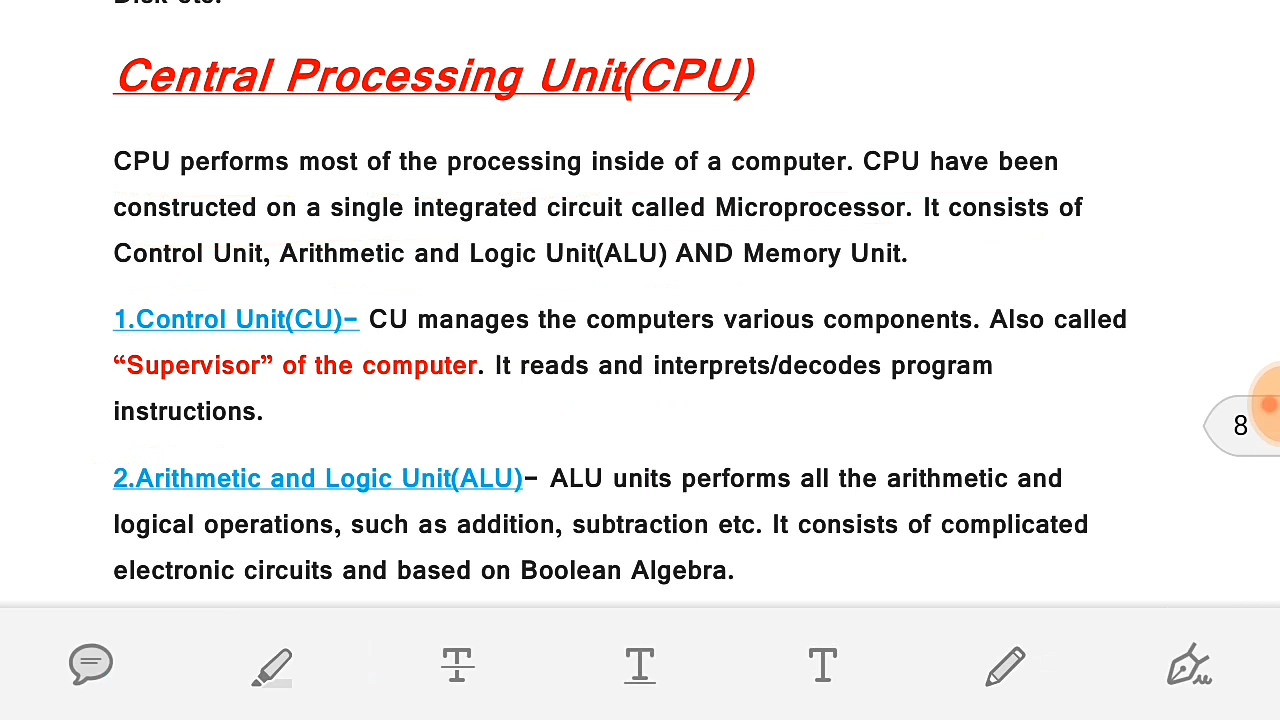 Disk etc.
Central Processing Unit(CPU)
CPU performs most of the processing inside of a computer. CPU have been
constructed on a single integrated circuit called Microprocessor. It consists of
Control Unit, Arithmetic and Logic Unit(ALU) AND Memory Unit.
1.Control Unit(CU)- CU manages the computers various components. Also called
“Supervisor” of the computer. It reads and interprets/decodes program
instructions.
8
2.Arithmetic and Logic Unit(ALU)- ALU units performs all the arithmetic and
logical operations, such as addition, subtraction etc. It consists of complicated
electronic circuits and based on Boolean Algebra.
T T T